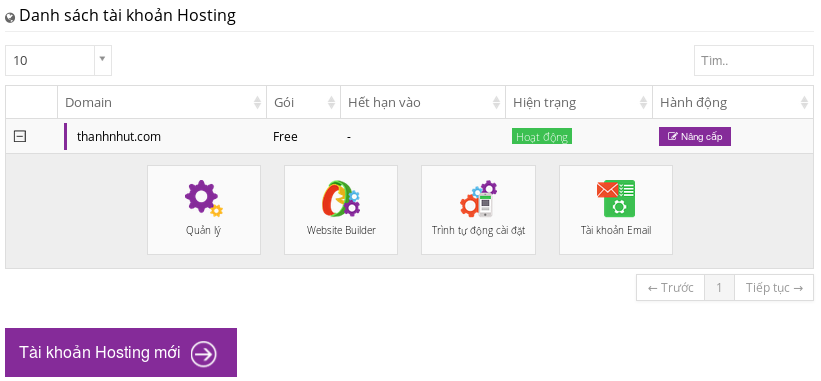 Danh sách tài khoản Hosting
10
Tìm..
Domain Gói Hết hạn vào Hiện trạng Hành động
thanhnhut.com Free - Hoạt động Nâng cấp
Quản lý Website Builder Trình tự động cài đặt Tài khoản Email
← Trước 1 Tiếp tục →
Tài khoản Hosting mới